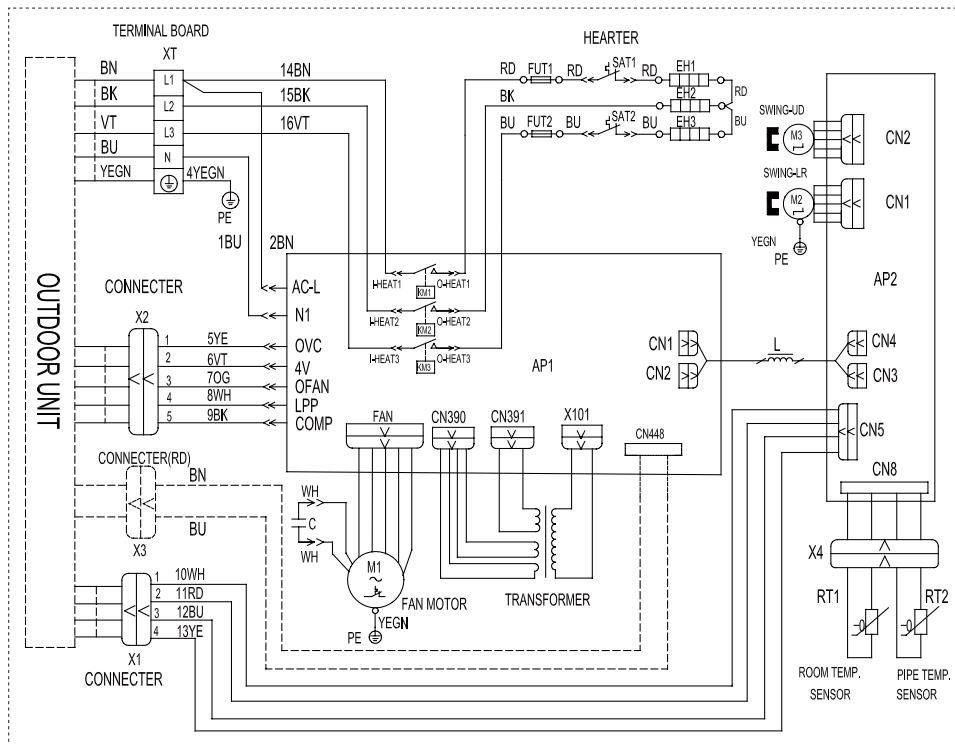 TERMINAL BOARD
XT
HEARTER
BN
L1
14BN
RD
FUT1
RD
SAT1
RD
EH1
RD
BK
L2
15BK
BK
EH2
VT
L3
16VT
BU
FUT2
BU
SAT2
BU
EH3
BU
BU
N
YEGN
4YEGN
PE
1BU
2BN
SWING-UD
M3
CN2
SWING-LR
M2
CN1
YEGN
PE
AP2
OUTDOOR UNIT
CONNECTER
X2
AC-L
N1
I-HEAT1
O-HEAT1
KM1
I-HEAT2
O-HEAT2
KM2
I-HEAT3
O-HEAT3
KM3
AP1
1
5YE
OVC
2
6VT
4V
3
7OG
OFAN
4
8WH
LPP
5
9BK
COMP
CN1
CN2
L
CN4
CN3
FAN
CN390
CN391
X101
CN448
CN5
CONNECTER(RD)
BN
BU
X3
WH
C
WH
M1
~
FAN MOTOR
YEGN
PE
TRANSFORMER
CN8
X4
RT1
RT2
ROOM TEMP.
SENSOR
PIPE TEMP.
SENSOR
1
10WH
2
11RD
3
12BU
4
13YE
X1
CONNECTER